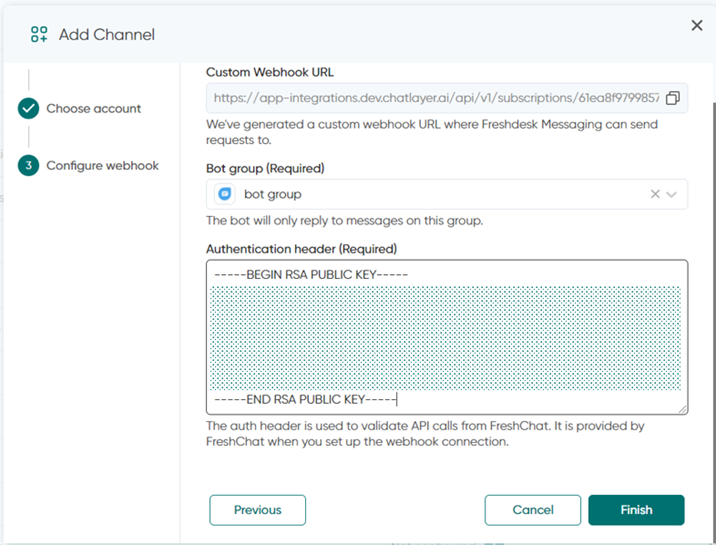 Add Channel
Choose account
3 Configure webhook
Custom Webhook URL
https://app-integrations.dev.chatlayer.ai/api/v1/subscriptions/61ea8f9799857
We've generated a custom webhook URL where Freshdesk Messaging can send
requests to.
Bot group (Required)
bot group
The bot will only reply to messages on this group.
Authentication header (Required)
-----BEGIN RSA PUBLIC KEY-----
-----END RSA PUBLIC KEY-----
The auth header is used to validate API calls from FreshChat. It is provided by
FreshChat when you set up the webhook connection.
Previous
Cancel
Finish